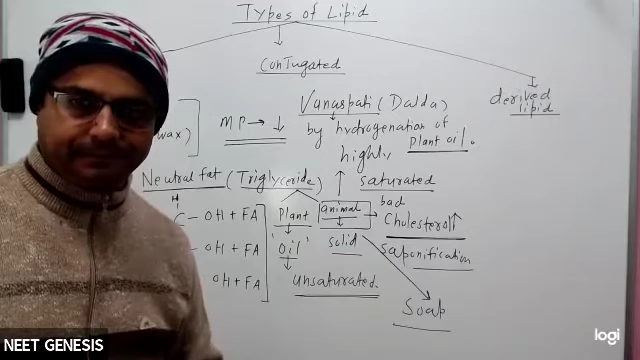 Types of Lipid
Conjugated
derived
lipid
wax)
MP → ↓
Vanaspati (Dalda)
by hydrogenation of
plant oil.
highly
saturated
Neutral fat (Triglyceride)
H
C - OH + FA
- OH + FA
OH + FA
Plant
'Oil'
unsaturated
animal
solid
bad
Cholesterol ↑
Saponification
Soap
NEET GENESIS
logi